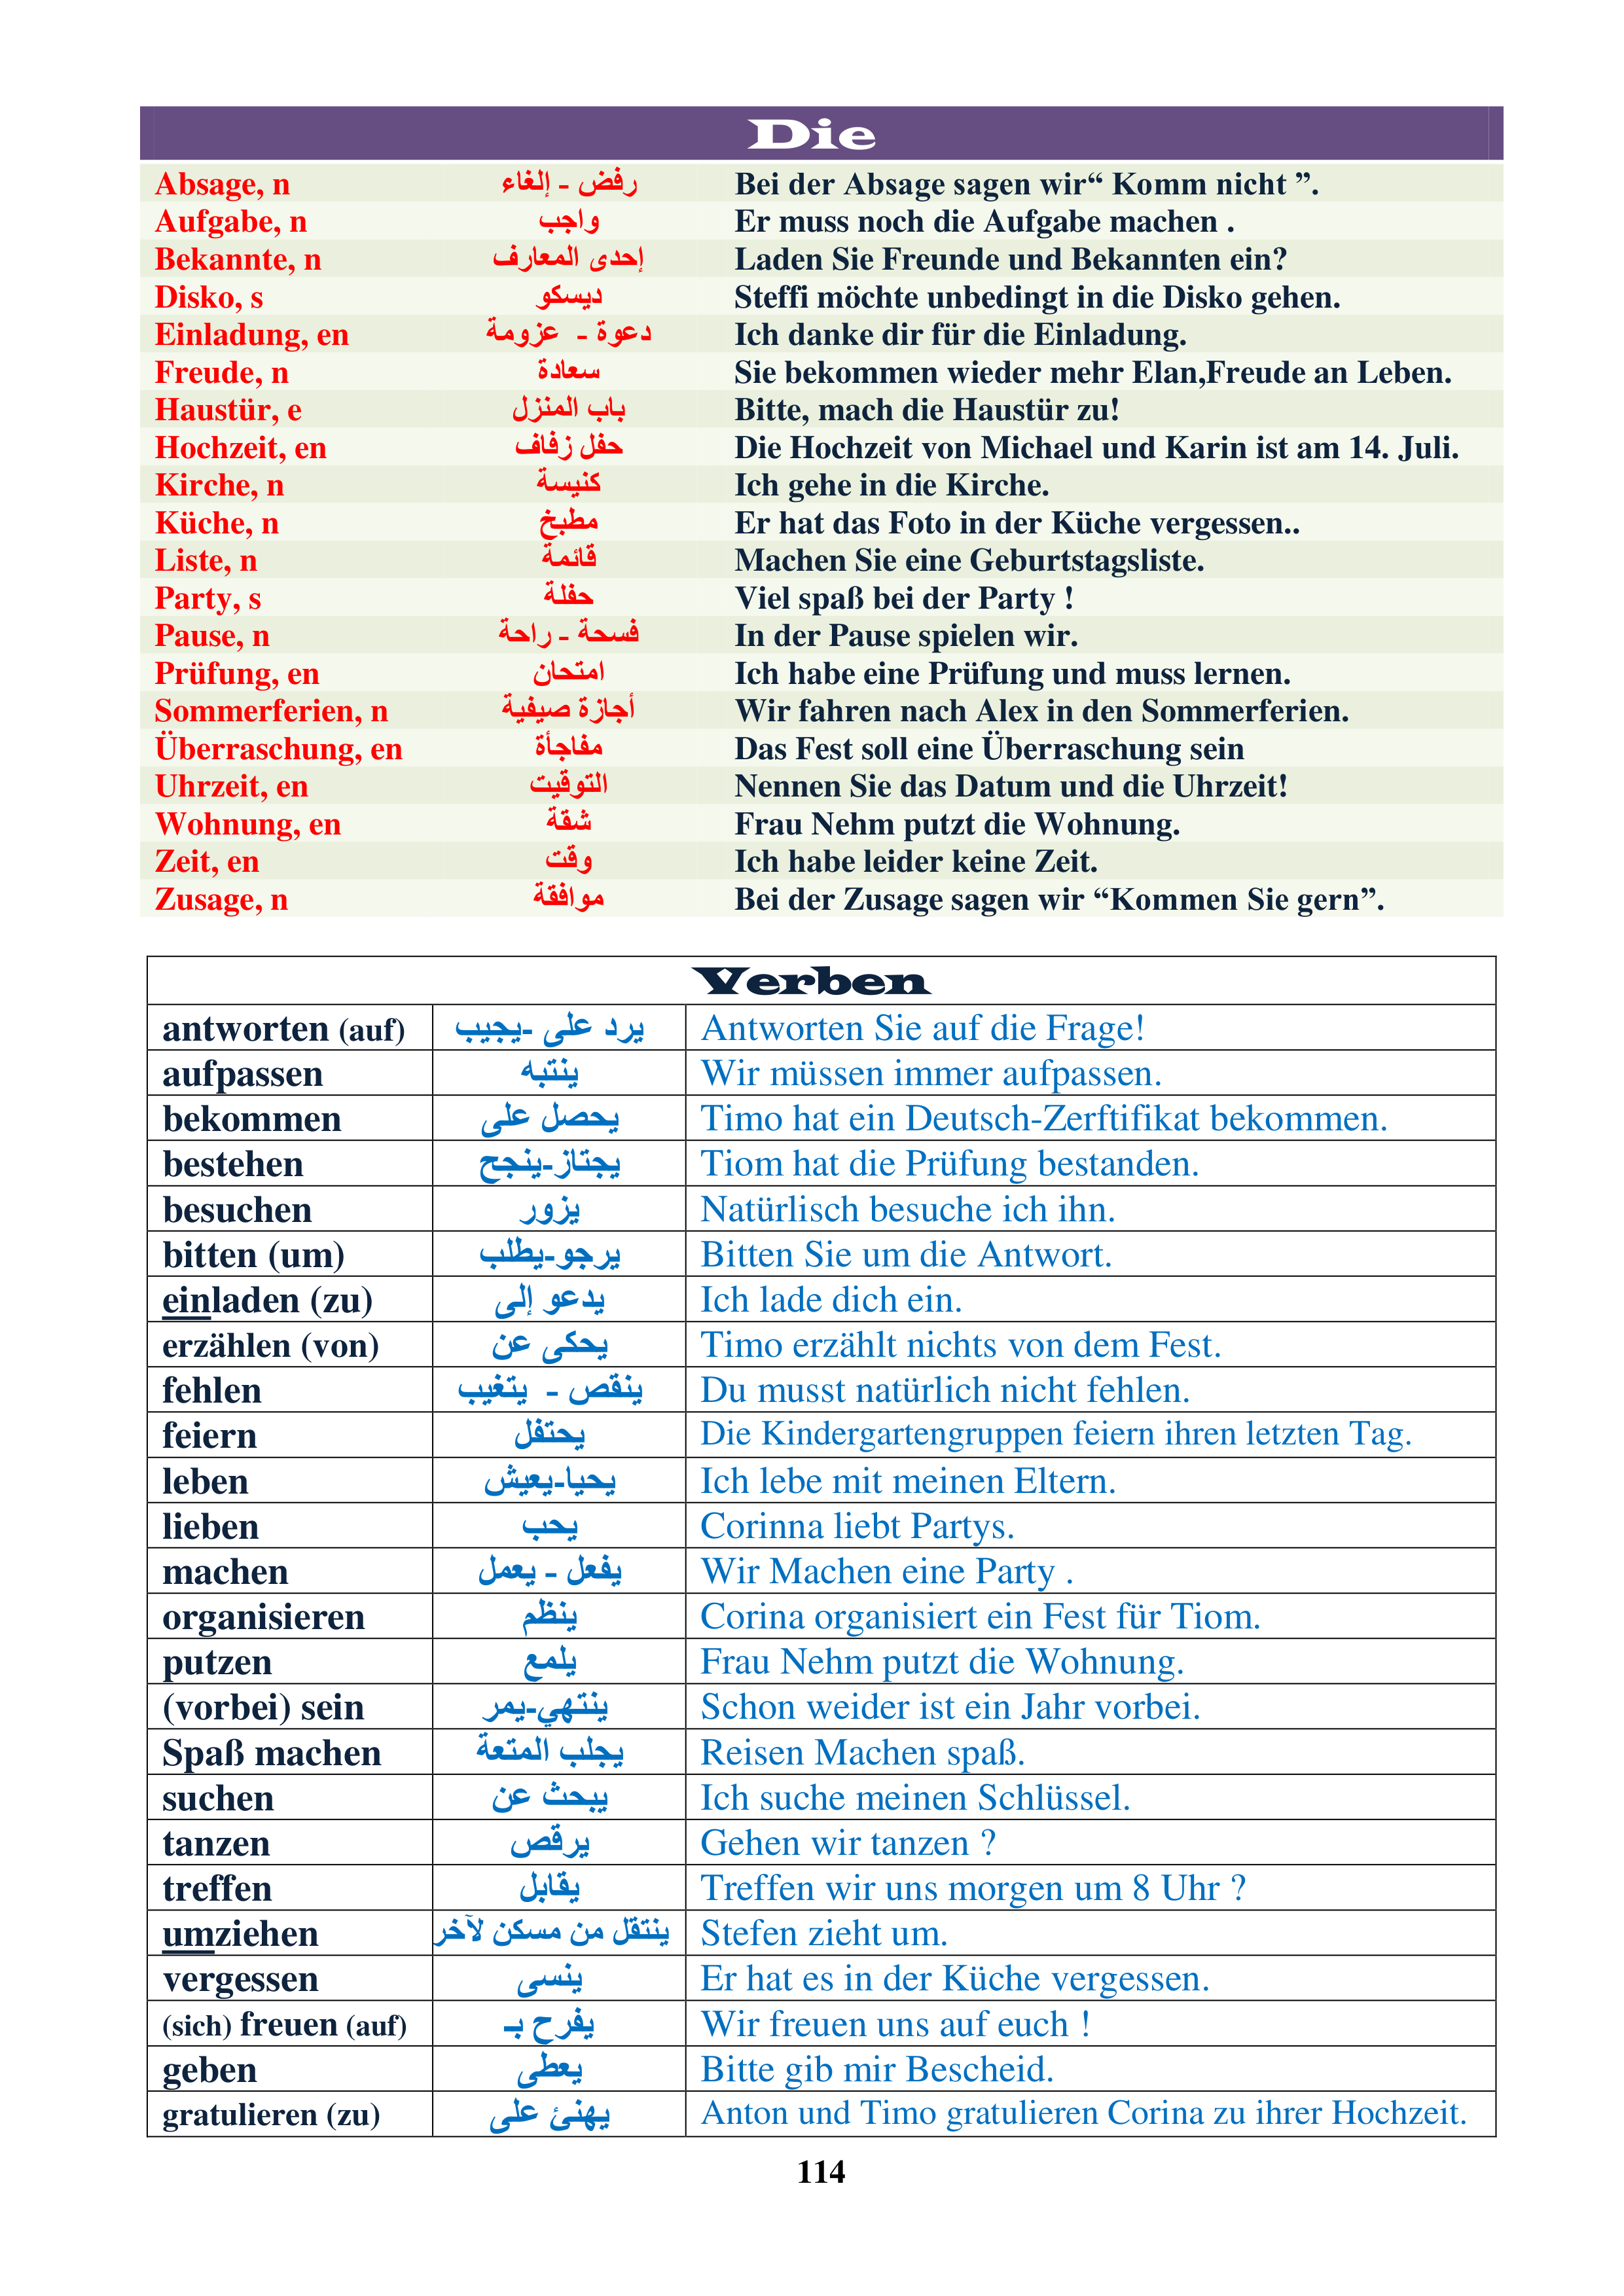 Die
Absage, n رفض - إلغاء Bei der Absage sagen wir“ Komm nicht ”.
Aufgabe, n واجب Er muss noch die Aufgabe machen .
Bekannte, n إحدى المعارف Laden Sie Freunde und Bekannten ein?
Disko, s ديسكو Steffi möchte unbedingt in die Disko gehen.
Einladung, en دعوة - عزومة Ich danke dir für die Einladung.
Freude, n سعادة Sie bekommen wieder mehr Elan,Freude an Leben.
Haustür, e باب المنزل Bitte, mach die Haustür zu!
Hochzeit, en حفل زفاف Die Hochzeit von Michael und Karin ist am 14. Juli.
Kirche, n كنيسة Ich gehe in die Kirche.
Küche, n مطبخ Er hat das Foto in der Küche vergessen..
Liste, n قائمة Machen Sie eine Geburtstagsliste.
Party, s حفلة Viel spaß bei der Party !
Pause, n فسحة - راحة In der Pause spielen wir.
Prüfung, en امتحان Ich habe eine Prüfung und muss lernen.
Sommerferien, n أجازة صيفية Wir fahren nach Alex in den Sommerferien.
Überraschung, en مفاجأة Das Fest soll eine Überraschung sein
Uhrzeit, en التوقيت Nennen Sie das Datum und die Uhrzeit!
Wohnung, en شقة Frau Nehm putzt die Wohnung.
Zeit, en وقت Ich habe leider keine Zeit.
Zusage, n موافقة Bei der Zusage sagen wir “Kommen Sie gern”.
Verben
antworten (auf) يرد على -يجيب Antworten Sie auf die Frage!
aufpassen ينتبه Wir müssen immer aufpassen.
bekommen يحصل على Timo hat ein Deutsch-Zerftifikat bekommen.
bestehen يجتاز-ينجح Tiom hat die Prüfung bestanden.
besuchen يزور Natürlisch besuche ich ihn.
bitten (um) يرجو-يطلب Bitten Sie um die Antwort.
einladen (zu) يدعو إلى Ich lade dich ein.
erzählen (von) يحكى عن Timo erzählt nichts von dem Fest.
fehlen ينقص - يتغيب Du musst natürlich nicht fehlen.
feiern يحتفل Die Kindergartengruppen feiern ihren letzten Tag.
leben يحيا-يعيش Ich lebe mit meinen Eltern.
lieben يحب Corinna liebt Partys.
machen يفعل - يعمل Wir Machen eine Party .
organisieren ينظم Corina organisiert ein Fest für Tiom.
putzen يلمع Frau Nehm putzt die Wohnung.
(vorbei) sein ينتهي-يمر Schon weider ist ein Jahr vorbei.
Spaß machen يجلب المتعة Reisen Machen spaß.
suchen يبحث عن Ich suche meinen Schlüssel.
tanzen يرقص Gehen wir tanzen ?
treffen يقابل Treffen wir uns morgen um 8 Uhr ?
umziehen ينتقل من مسكن لآخر Stefen zieht um.
vergessen ينسى Er hat es in der Küche vergessen.
(sich) freuen (auf) يفرح بـ Wir freuen uns auf euch !
geben يعطى Bitte gib mir Bescheid.
gratulieren (zu) يهنئ على Anton und Timo gratulieren Corina zu ihrer Hochzeit.
114